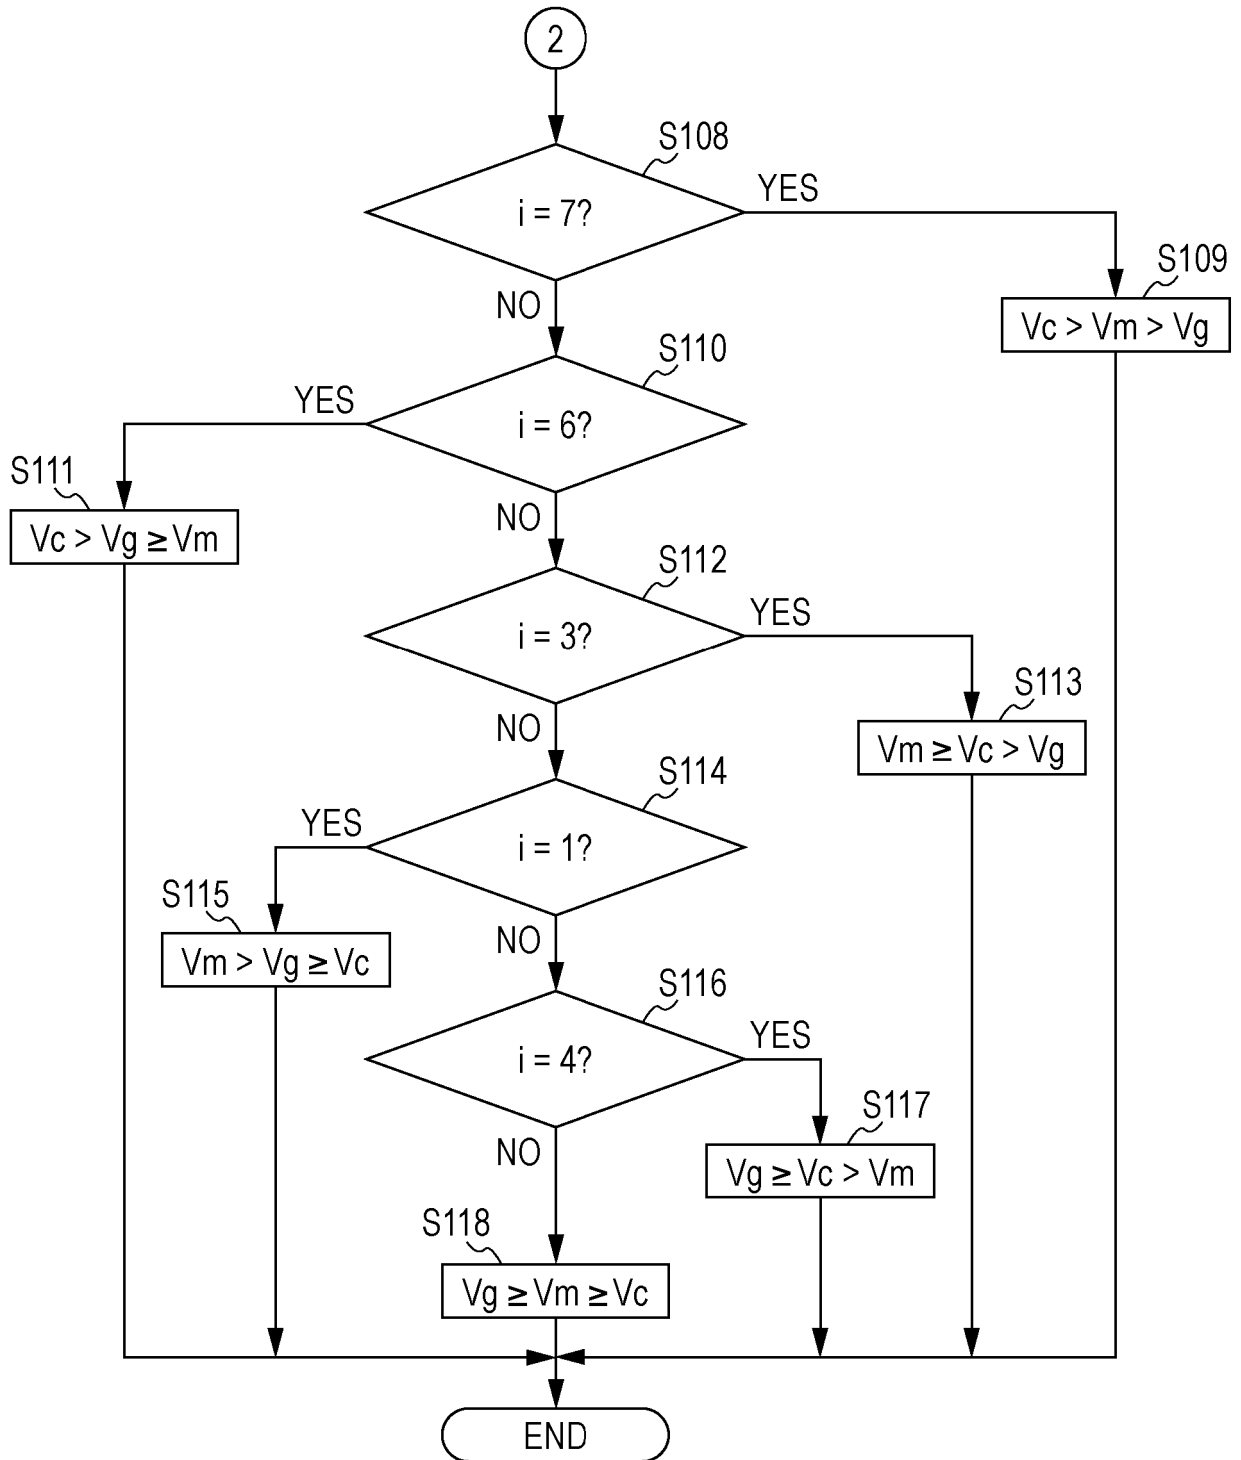 2
S108
i = 7?
YES
NO
S109
Vc > Vm > Vg
S110
i = 6?
YES
NO
S111
Vc > Vg ≥ Vm
S112
i = 3?
YES
NO
S113
Vm ≥ Vc > Vg
S114
i = 1?
YES
NO
S115
Vm > Vg ≥ Vc
S116
i = 4?
YES
NO
S117
Vg ≥ Vc > Vm
S118
Vg ≥ Vm ≥ Vc
END